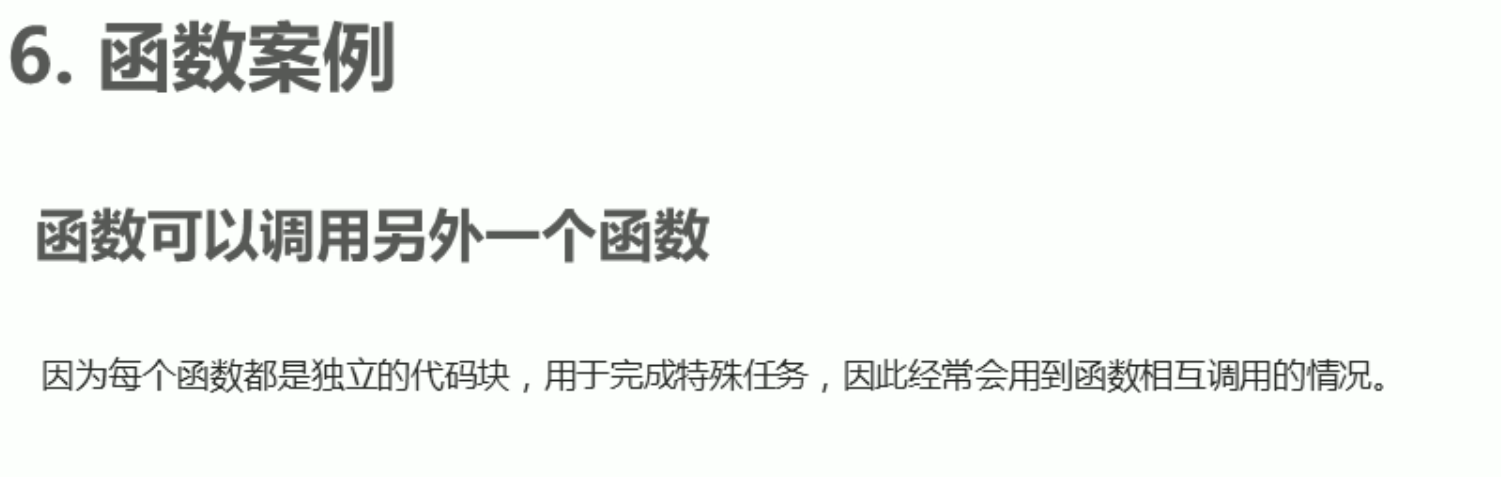 6. 函数案例
函数可以调用另外一个函数
因为每个函数都是独立的代码块，用于完成特殊任务，因此经常会用到函数相互调用的情况。